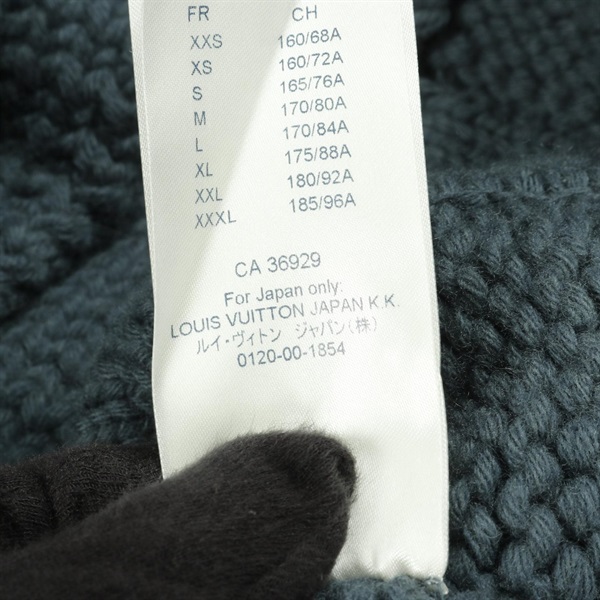 FR CH
XXS 160/68A
XS 160/72A
S 165/76A
M 170/80A
L 170/84A
XL 175/88A
XXL 180/92A
XXXL 185/96A
CA 36929
For Japan only:
LOUIS VUITTON JAPAN K.K.
ルイ・ヴィトン ジャパン(株)
0120-00-1854